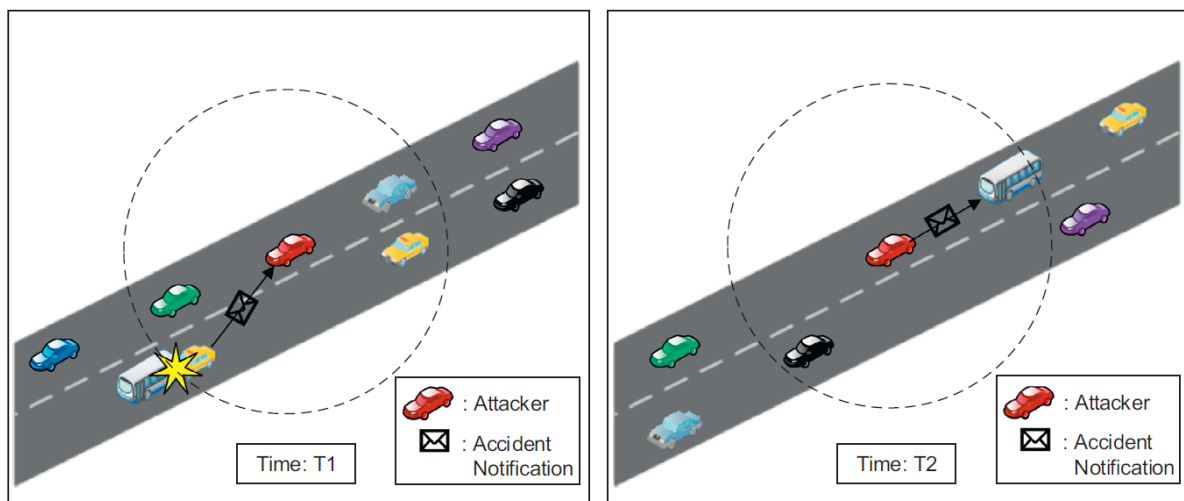 : Attacker
: Accident
Notification
Time: T1
: Attacker
: Accident
Notification
Time: T2